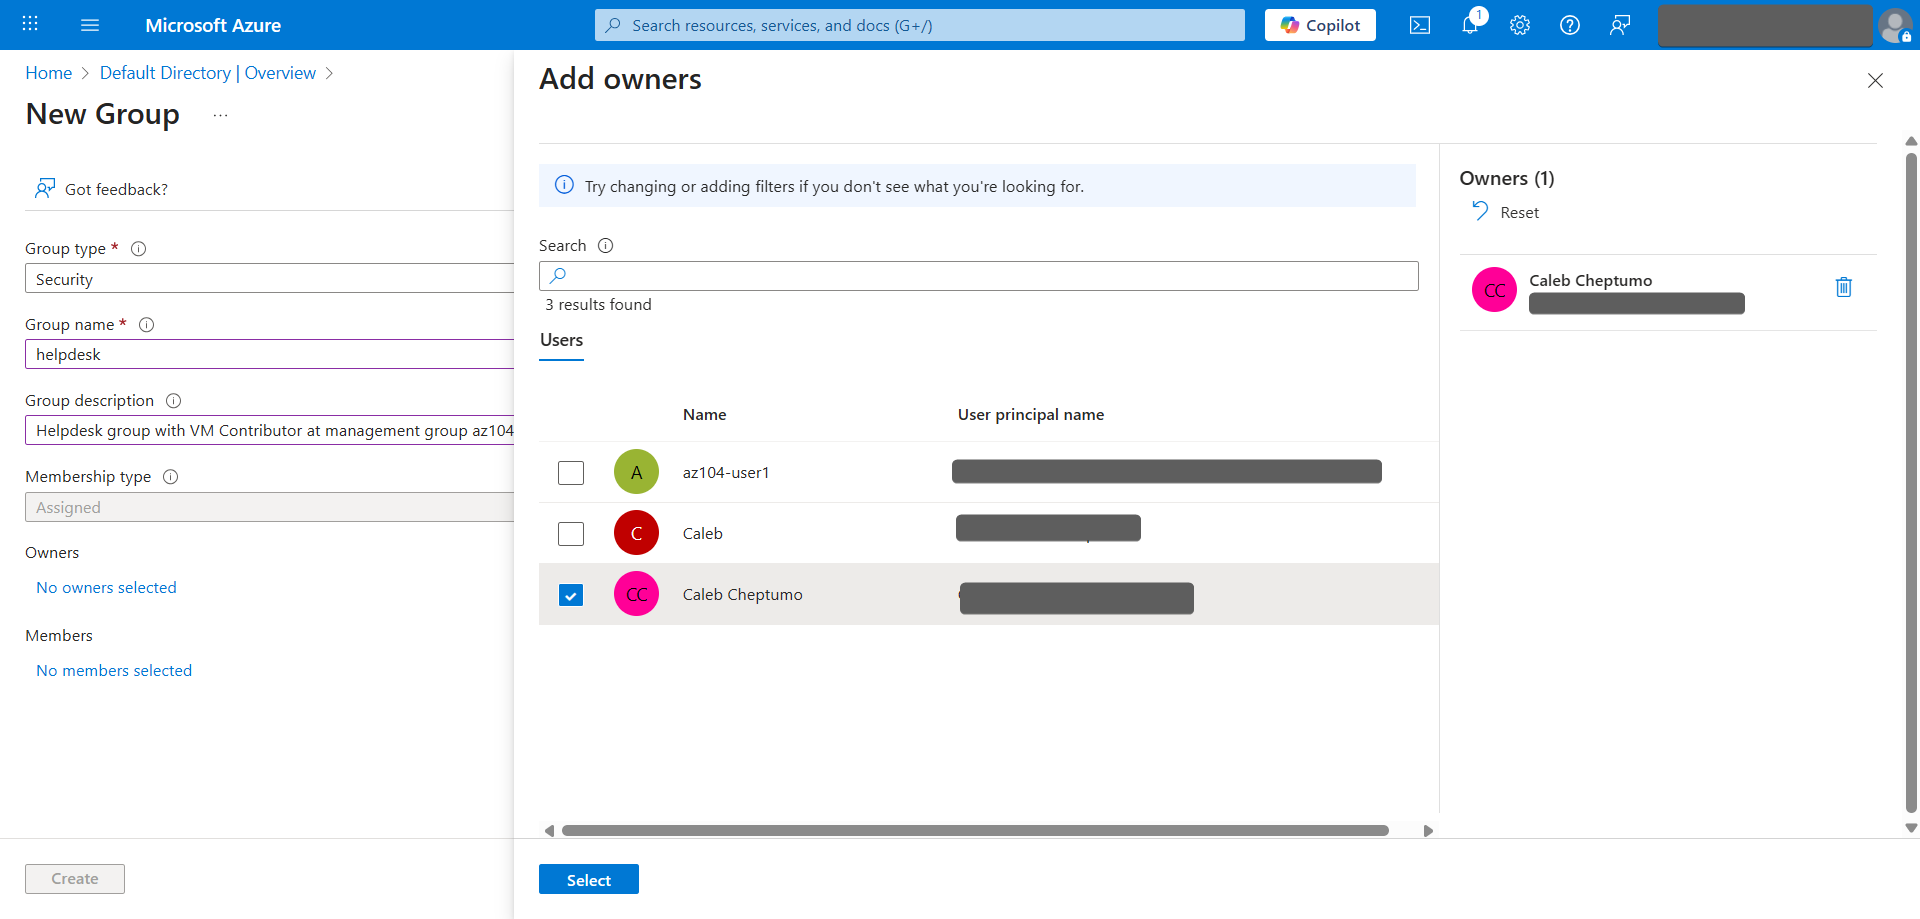 Microsoft Azure
Search resources, services, and docs (G+/)
Copilot
1
Home
Default Directory | Overview
New Group
...
Got feedback?
Group type *
Security
Group name *
helpdesk
Group description
Helpdesk group with VM Contributor at management group az104
Membership type
Assigned
Owners
No owners selected
Members
No members selected
Create
Add owners
Try changing or adding filters if you don't see what you're looking for.
Search
3 results found
Users
Name User principal name
A az104-user1
C Caleb
CC Caleb Cheptumo
Select
Owners (1)
Reset
CC Caleb Cheptumo